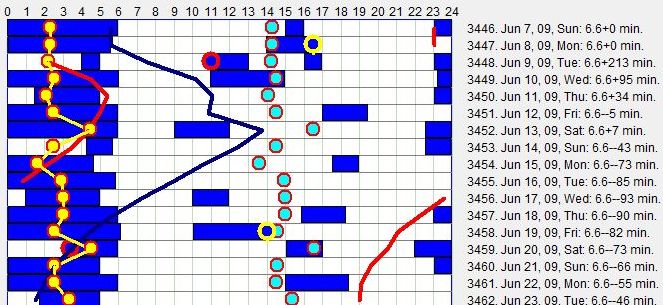 0 1 2 3 4 5 6 7 8 9 10 11 12 13 14 15 16 17 18 19 20 21 22 23 24
3446. Jun 7, 09, Sun: 6.6+0 min.
3447. Jun 8, 09, Mon: 6.6+0 min.
3448. Jun 9, 09, Tue: 6.6+213 min.
3449. Jun 10, 09, Wed: 6.6+95 min.
3450. Jun 11, 09, Thu: 6.6+34 min.
3451. Jun 12, 09, Fri: 6.6--5 min.
3452. Jun 13, 09, Sat: 6.6+7 min.
3453. Jun 14, 09, Sun: 6.6--43 min.
3454. Jun 15, 09, Mon: 6.6--73 min.
3455. Jun 16, 09, Tue: 6.6--85 min.
3456. Jun 17, 09, Wed: 6.6--93 min.
3457. Jun 18, 09, Thu: 6.6--90 min.
3458. Jun 19, 09, Fri: 6.6--82 min.
3459. Jun 20, 09, Sat: 6.6--73 min.
3460. Jun 21, 09, Sun: 6.6--66 min.
3461. Jun 22, 09, Mon: 6.6--55 min.
3462. Jun 23, 09, Tue: 6.6--46 min.